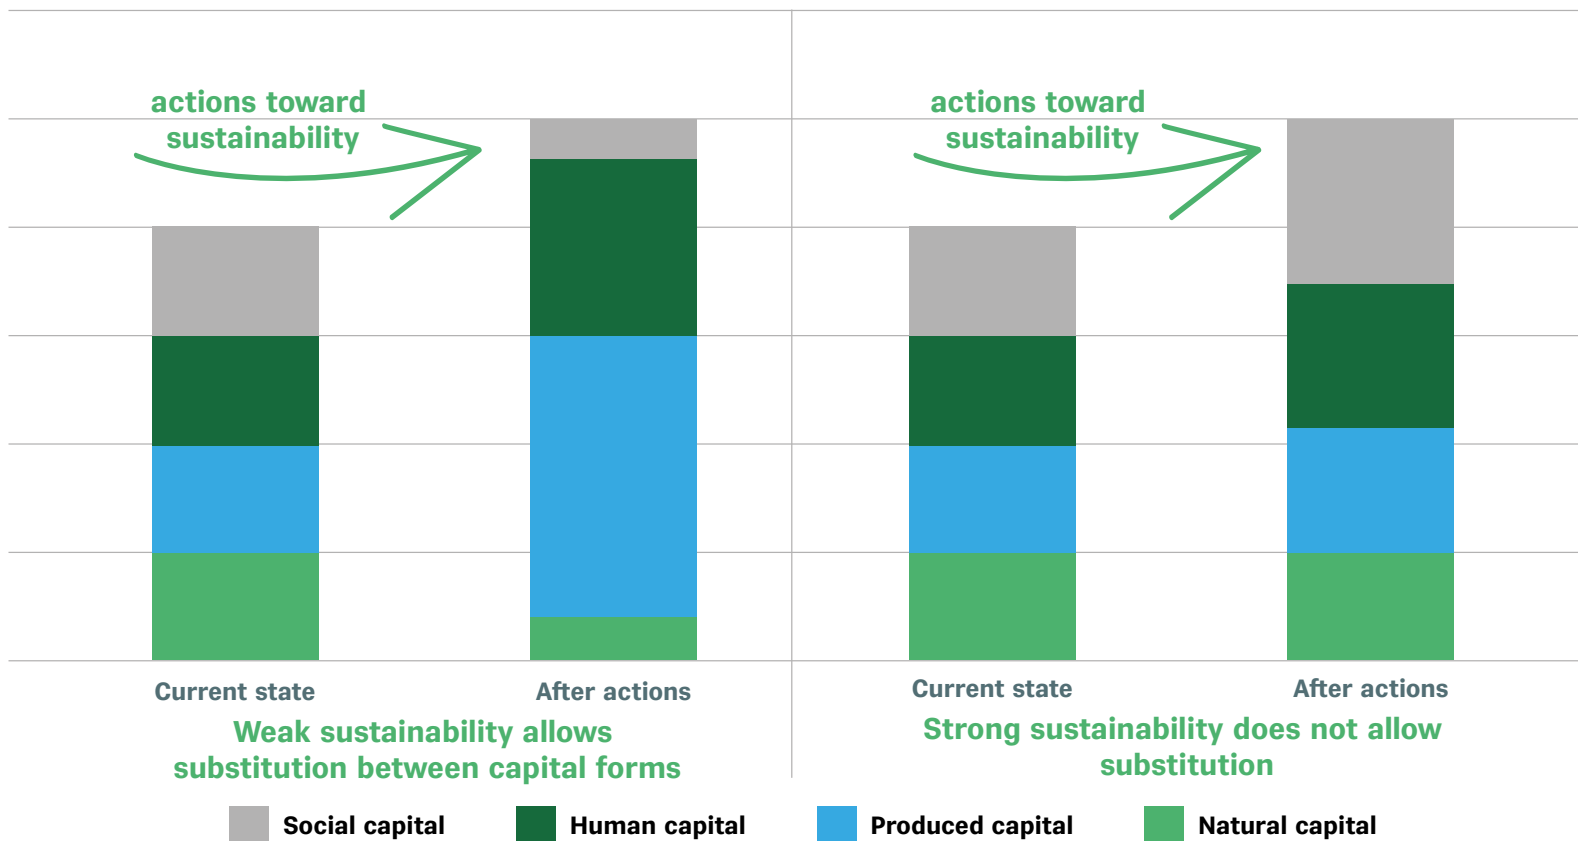 actions toward
sustainability
actions toward
sustainability
Current state
After actions
Weak sustainability allows
substitution between capital forms
Current state
After actions
Strong sustainability does not allow
substitution
Social capital
Human capital
Produced capital
Natural capital